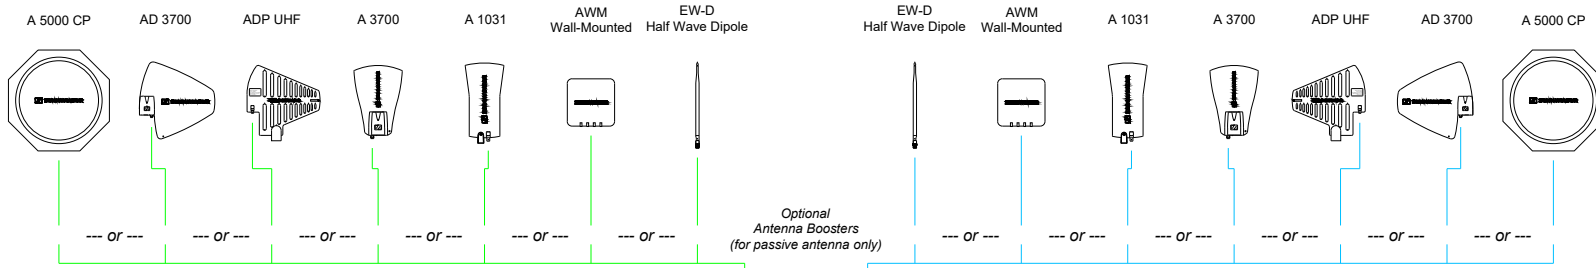 A 5000 CP
AD 3700
ADP UHF
A 3700
A 1031
AWM
Wall-Mounted
EW-D
Half Wave Dipole
EW-D
Half Wave Dipole
AWM
Wall-Mounted
A 1031
A 3700
ADP UHF
AD 3700
A 5000 CP
--- or ---
--- or ---
--- or ---
--- or ---
--- or ---
--- or ---
Optional
Antenna Boosters
(for passive antenna only)
--- or ---
--- or ---
--- or ---
--- or ---
--- or ---
--- or ---